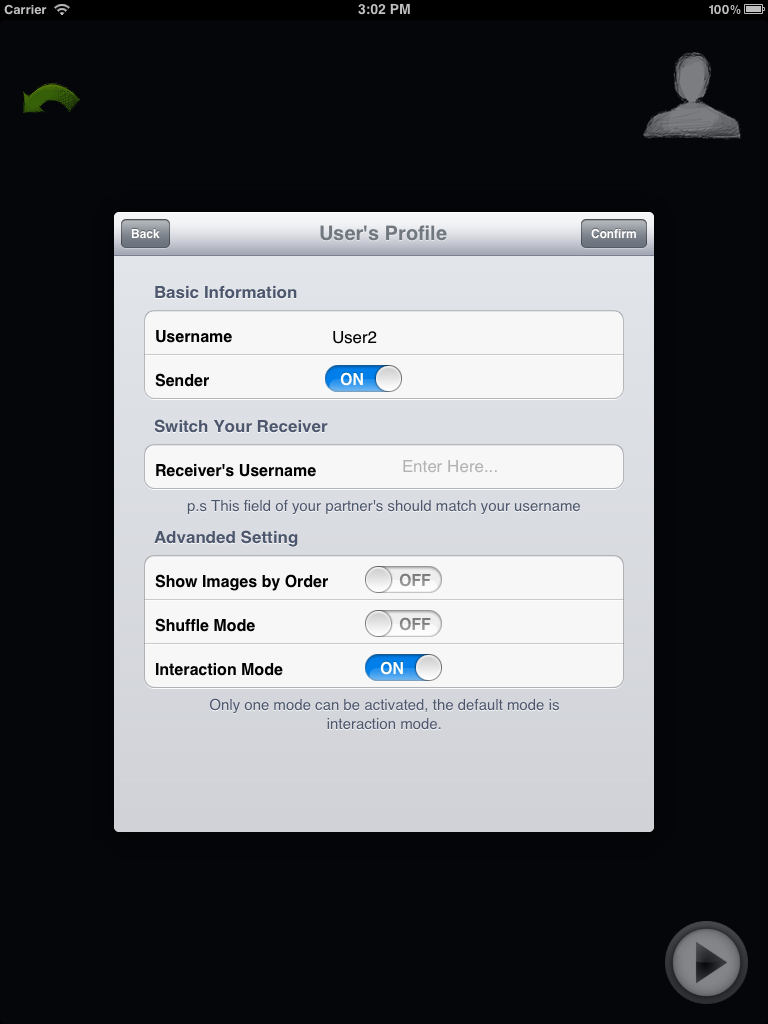 Carrier 3:02 PM 100%
Back User's Profile Confirm
Basic Information
Username User2
Sender ON
Switch Your Receiver
Receiver's Username Enter Here...
p.s This field of your partner's should match your username
Advanded Setting
Show Images by Order OFF
Shuffle Mode OFF
Interaction Mode ON
Only one mode can be activated, the default mode is
interaction mode.